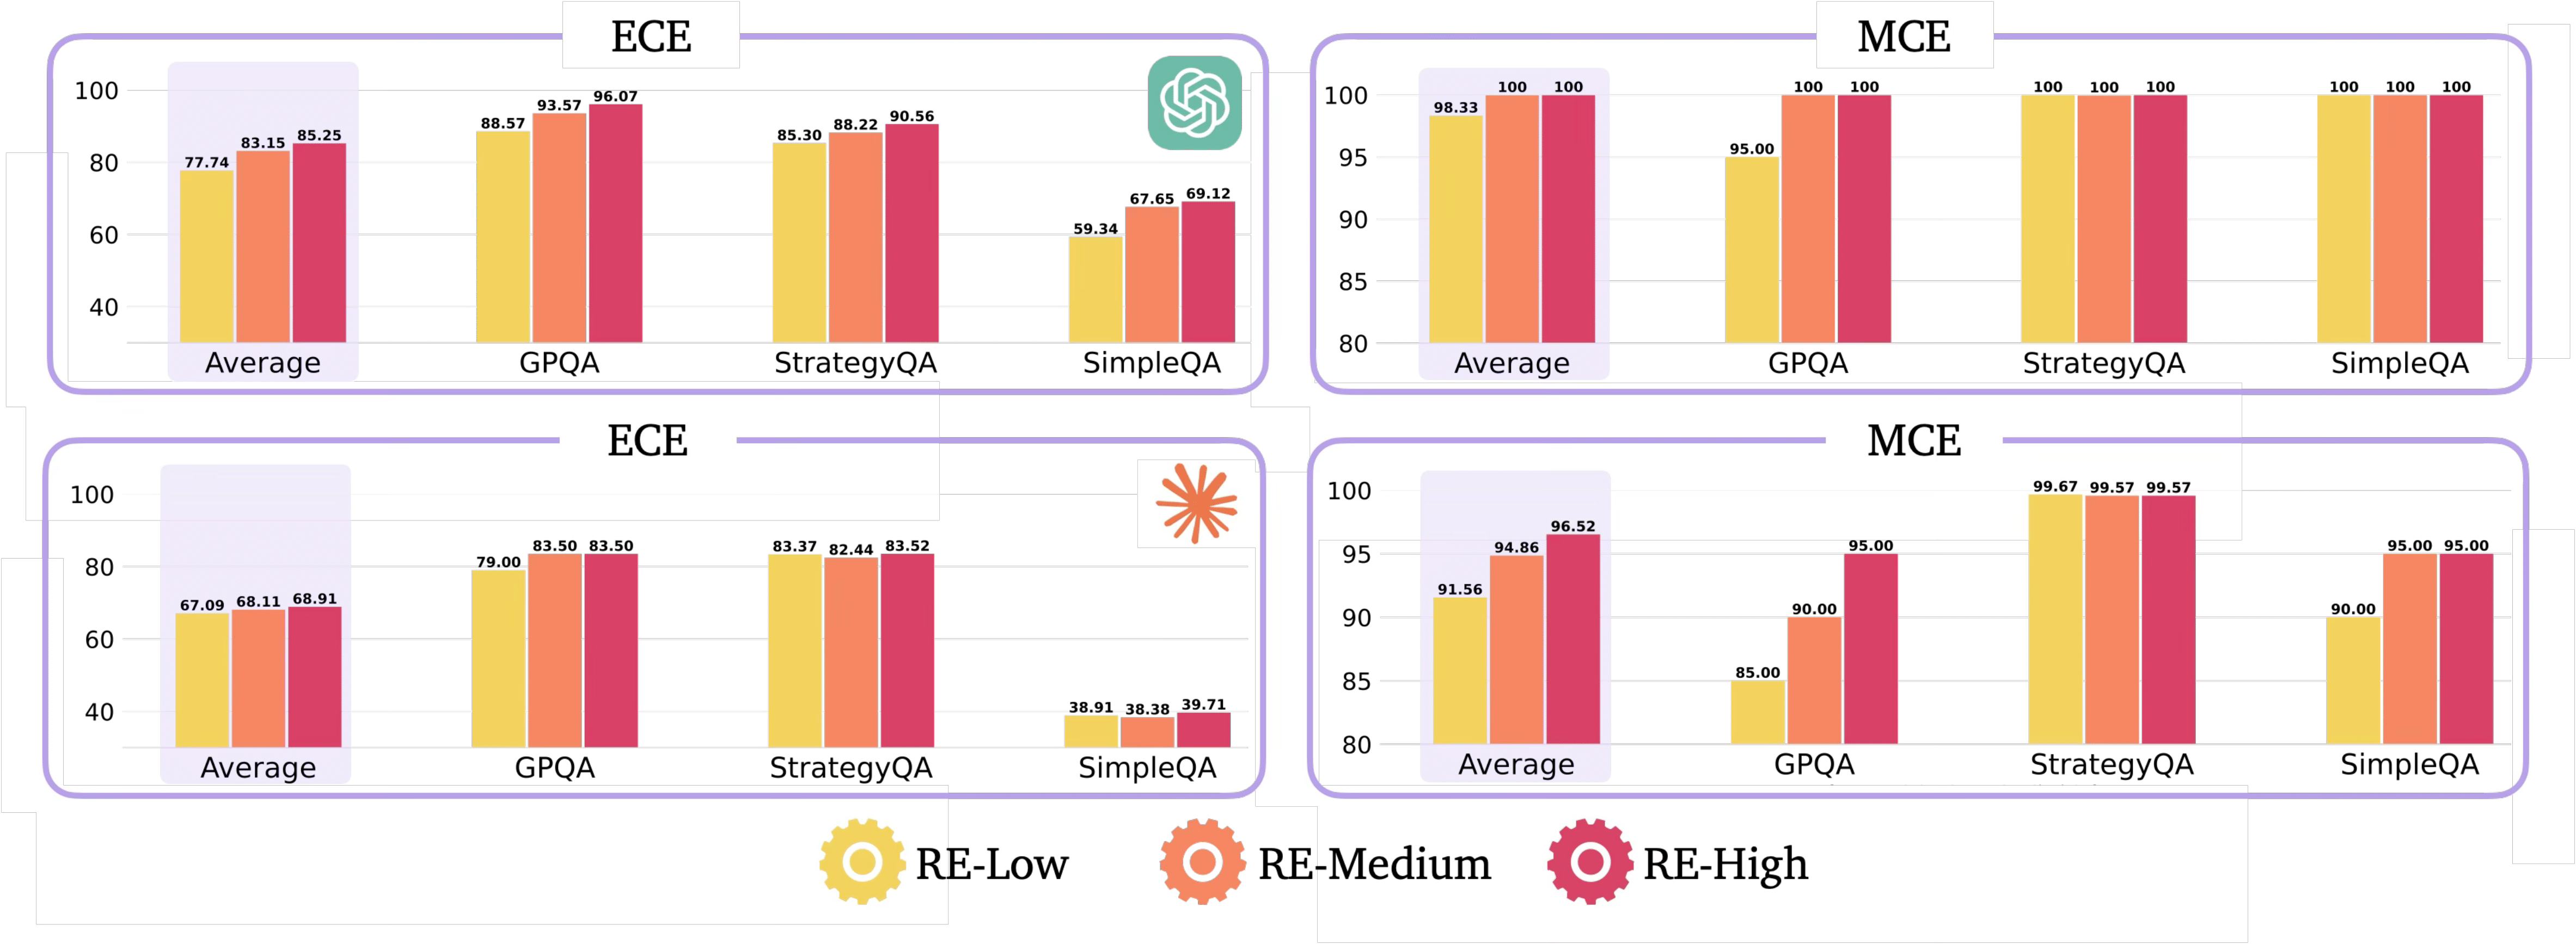 ECE
100
80
60
40
77.74 83.15 85.25
88.57 93.57 96.07
85.30 88.22 90.56
59.34 67.65 69.12
Average GPQA StrategyQA SimpleQA
MCE
100
95
90
85
80
98.33 100 100
95.00 100 100
100 100 100
100 100 100
Average GPQA StrategyQA SimpleQA
ECE
100
80
60
40
67.09 68.11 68.91
79.00 83.50 83.50
83.37 82.44 83.52
38.91 38.38 39.71
Average GPQA StrategyQA SimpleQA
MCE
100
95
90
85
80
91.56 94.86 96.52
85.00 90.00 95.00
99.67 99.57 99.57
90.00 95.00 95.00
Average GPQA StrategyQA SimpleQA
RE-Low RE-Medium RE-High